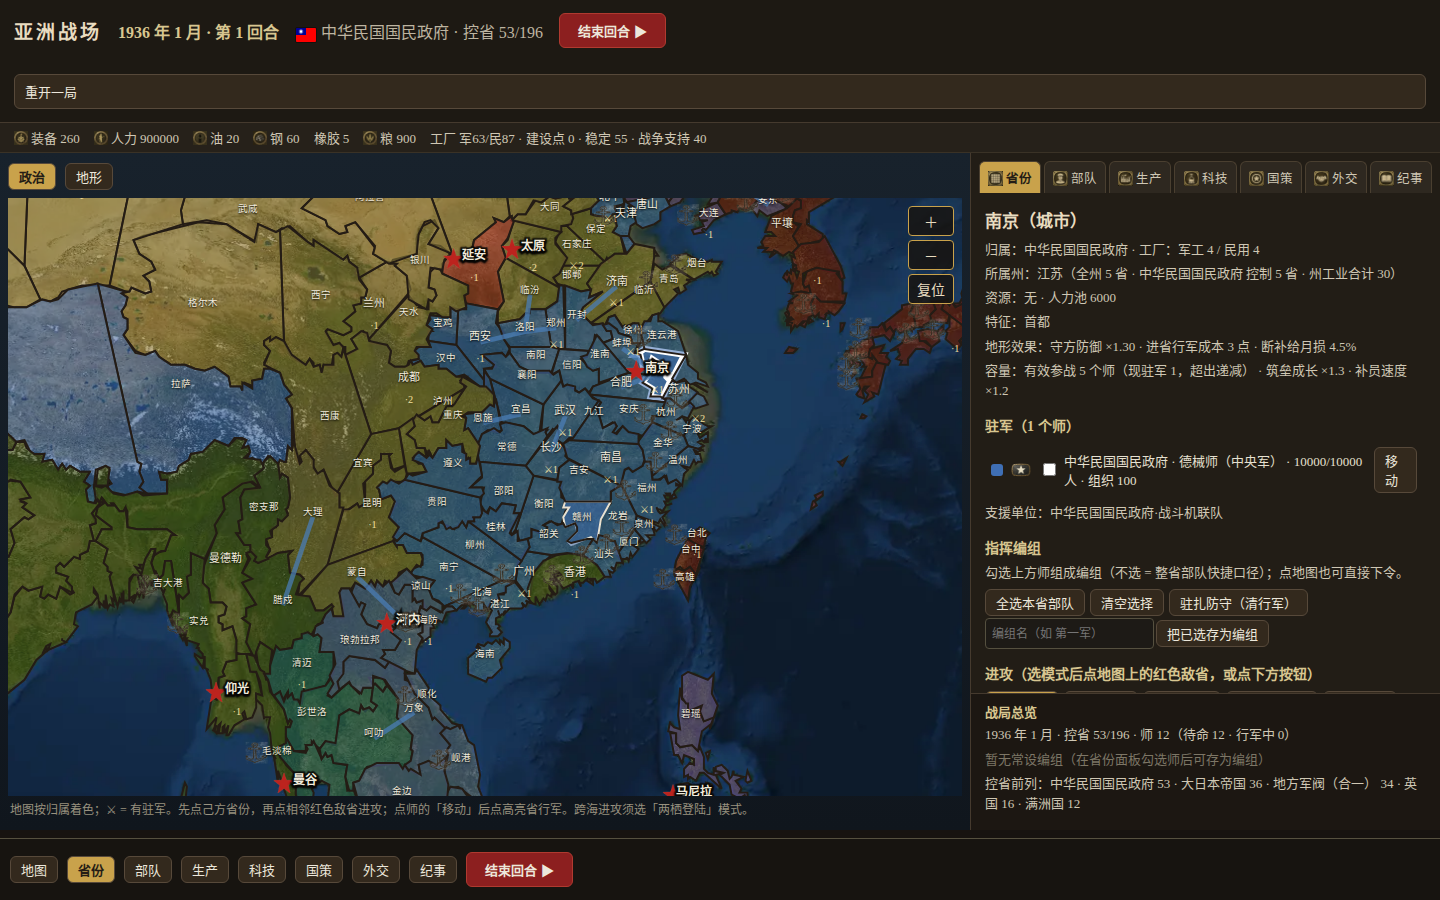 亚洲战场 1936 年 1 月 · 第 1 回合 中华民国国民政府 · 控省 53/196 结束回合 ▶
重开一局
装备 260 人力 900000 油 20 钢 60 橡胶 5 粮 900 工厂 军63/民87 · 建设点 0 · 稳定 55 · 战争支持 40
政治 地形
省份 部队 生产 科技 国策 外交 纪事
＋
－
复位
武威 大同 唐山
天津 大连 平壤
保定
石家庄
银川 延安 太原 烟台
邯郸 济南 青岛
临沂
格尔木 西宁 兰州 天水 临汾
宝鸡 西安 洛阳 郑州 开封 徐州 连云港
蚌埠
汉中 南阳 信阳 淮南
拉萨 成都 襄阳 合肥 南京
苏州
西康 泸州 重庆 恩施 宜昌 武汉 九江 安庆 杭州
宁波
常德 长沙 金华
宜宾 遵义 南昌 温州
吉安
密支那 大理 昆明 贵阳 邵阳 衡阳 福州
赣州 龙岩 泉州
桂林 韶关 厦门 台北
曼德勒 柳州 汕头 台中
吉大港 蒙自 南宁 广州 香港 高雄
腊戌 谅山 北海 湛江
实兑 河内 海防
琅勃拉邦 海南
清迈
仰光 顺化
彭世洛 万象 碧瑶
呵叻
毛淡棉 岘港
曼谷 金边 马尼拉
地图按归属着色；⚔ = 有驻军。先点己方省份，再点相邻红色敌省进攻；点师的「移动」后点高亮省行军。跨海进攻须选「两栖登陆」模式。
南京（城市）
归属：中华民国国民政府 · 工厂：军工 4 / 民用 4
所属州：江苏（全州 5 省 · 中华民国国民政府 控制 5 省 · 州工业合计 30）
资源：无 · 人力池 6000
特征：首都
地形效果：守方防御 ×1.30 · 进省行军成本 3 点 · 断补给月损 4.5%
容量：有效参战 5 个师（现驻军 1，超出递减） · 筑垒成长 ×1.3 · 补员速度
×1.2
驻军（1 个师）
中华民国国民政府 · 德械师（中央军） · 10000/10000
人 · 组织 100
移
动
支援单位：中华民国国民政府·战斗机联队
指挥编组
勾选上方师组成编组（不选 = 整省部队快捷口径）；点地图也可直接下令。
全选本省部队 清空选择 驻扎防守（清行军）
编组名（如 第一军） 把已选存为编组
进攻（选模式后点地图上的红色敌省，或点下方按钮）
战局总览
1936 年 1 月 · 控省 53/196 · 师 12（待命 12 · 行军中 0）
暂无常设编组（在省份面板勾选师后可存为编组）
控省前列：中华民国国民政府 53 · 大日本帝国 36 · 地方军阀（合一） 34 · 英
国 16 · 满洲国 12
地图 省份 部队 生产 科技 国策 外交 纪事 结束回合 ▶